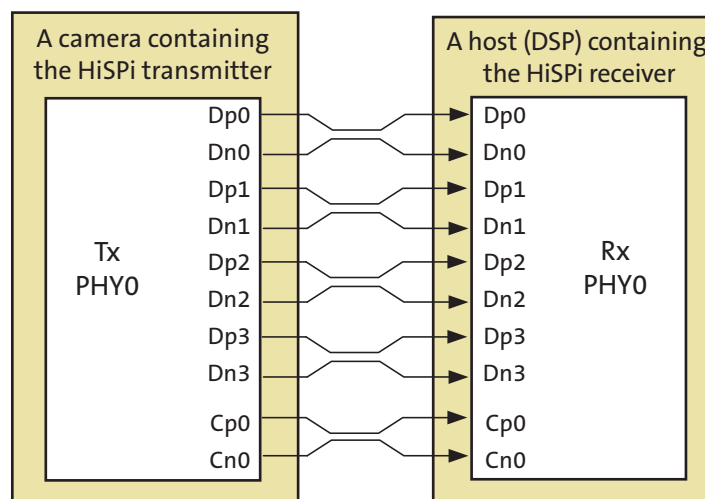 A camera containing
the HiSPi transmitter
Tx
PHY0
Dp0
Dn0
Dp1
Dn1
Dp2
Dn2
Dp3
Dn3
Cp0
Cn0
A host (DSP) containing
the HiSPi receiver
Dp0
Dn0
Dp1
Dn1
Dp2
Dn2
Dp3
Dn3
Cp0
Cn0
Rx
PHY0